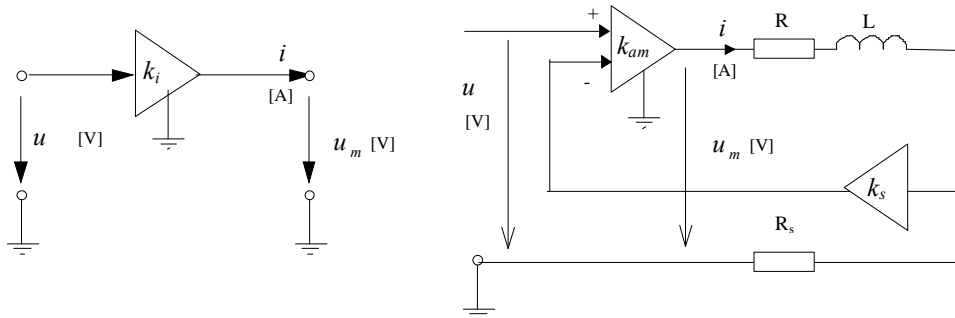 k_i
i
[A]
u [V]
u_m [V]
+
-
k_am
i
[A]
R
L
u
[V]
u_m [V]
k_s
R_s